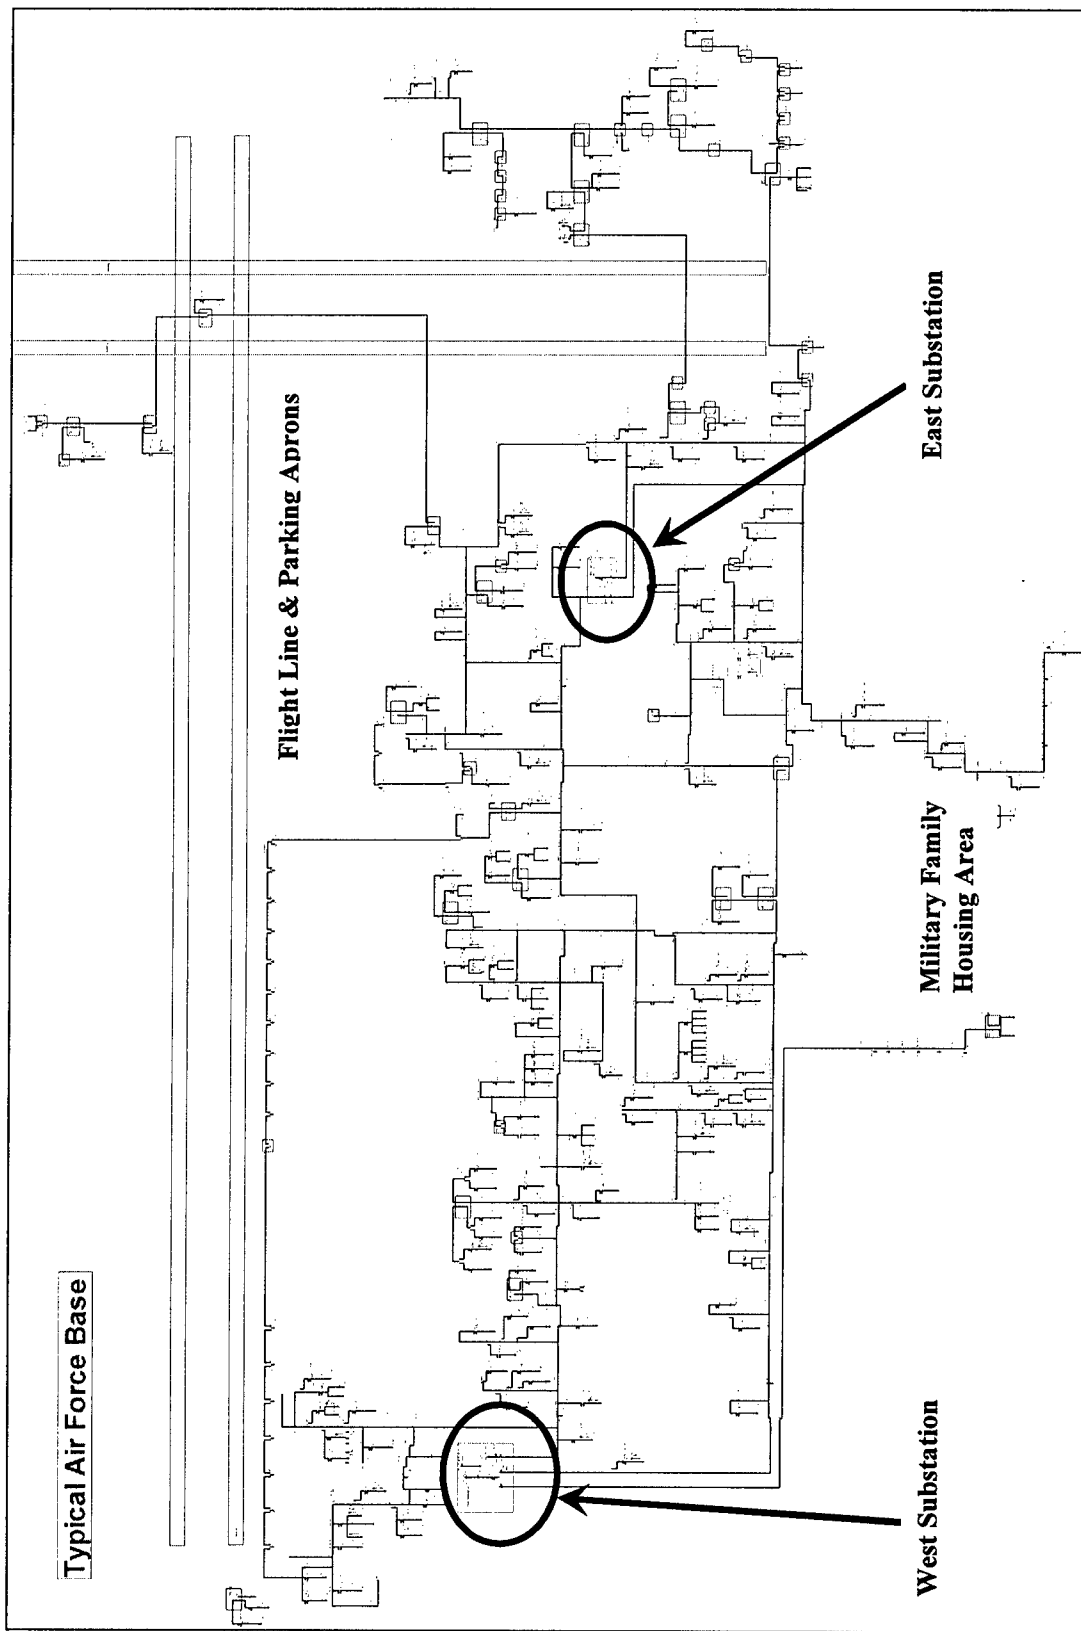 Typical Air Force Base
Flight Line & Parking Aprons
East Substation
Military Family
Housing Area
West Substation